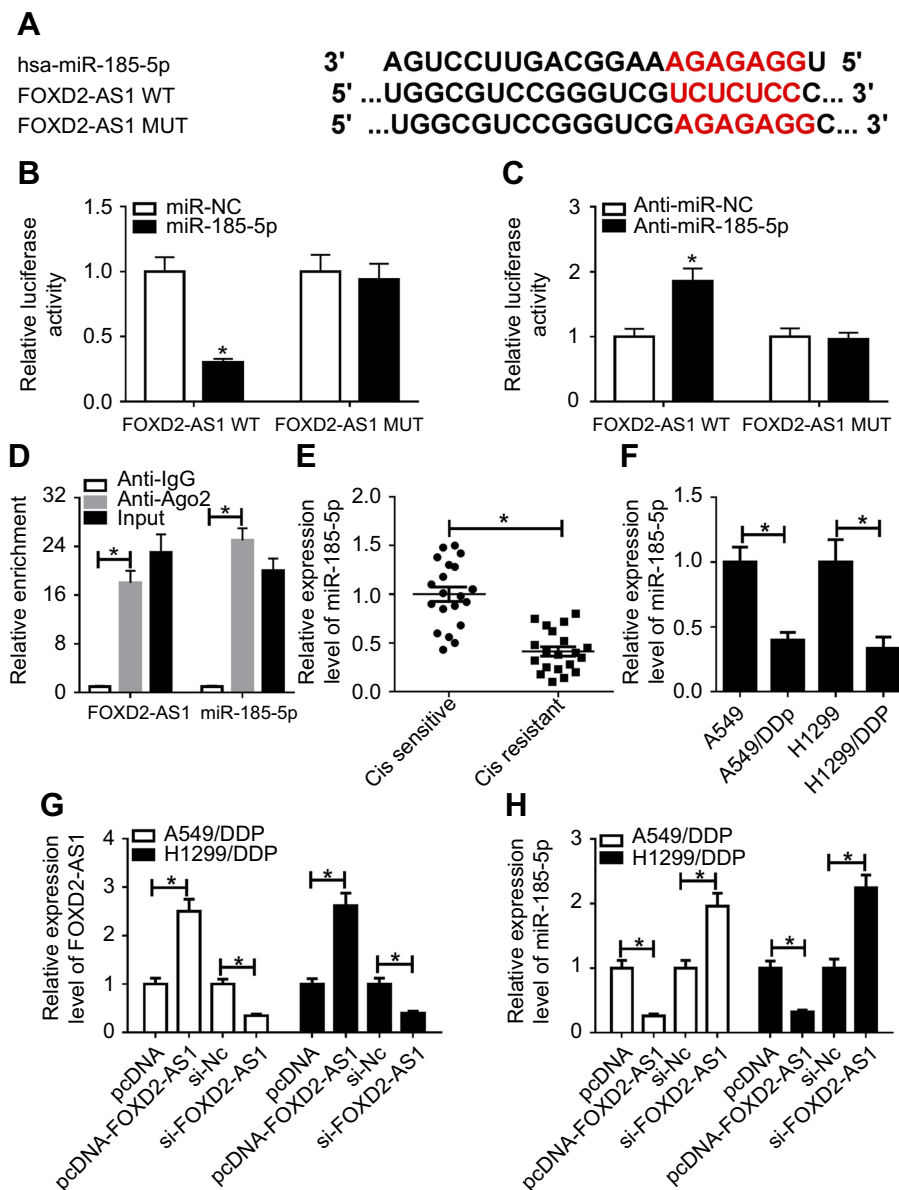 A
hsa-miR-185-5p 3' AGUCCUUGACGGAAAGAGAGGU 5'
FOXD2-AS1 WT 5' ...UGGCGUCCGGGUCGUCUCUCCC... 3'
FOXD2-AS1 MUT 5' ...UGGCGUCCGGGUCGAGAGAGGC... 3'
B
Relative luciferase
activity
1.5
1.0
0.5
0.0
miR-NC
miR-185-5p
*
FOXD2-AS1 WT FOXD2-AS1 MUT
C
Relative luciferase
activity
3
2
1
0
Anti-miR-NC
Anti-miR-185-5p
*
FOXD2-AS1 WT FOXD2-AS1 MUT
D
Relative enrichment
32
24
16
8
0
Anti-IgG
Anti-Ago2
Input
* *
FOXD2-AS1 miR-185-5p
E
Relative expression
level of miR-185-5p
2.0
1.5
1.0
0.5
0.0
*
Cis sensitive
Cis resistant
F
Relative expression
level of miR-185-5p
1.5
1.0
0.5
0.0
* *
A549
A549/DDp
H1299
H1299/DDP
G
Relative expression
level of FOXD2-AS1
4
3
2
1
0
A549/DDP
H1299/DDP
* * * *
pcDNA
pcDNA-FOXD2-AS1
si-Nc
si-FOXD2-AS1
pcDNA
pcDNA-FOXD2-AS1
si-Nc
si-FOXD2-AS1
H
Relative expression
level of miR-185-5p
3
2
1
0
A549/DDP
H1299/DDP
* * * *
pcDNA
pcDNA-FOXD2-AS1
si-Nc
si-FOXD2-AS1
pcDNA
pcDNA-FOXD2-AS1
si-Nc
si-FOXD2-AS1